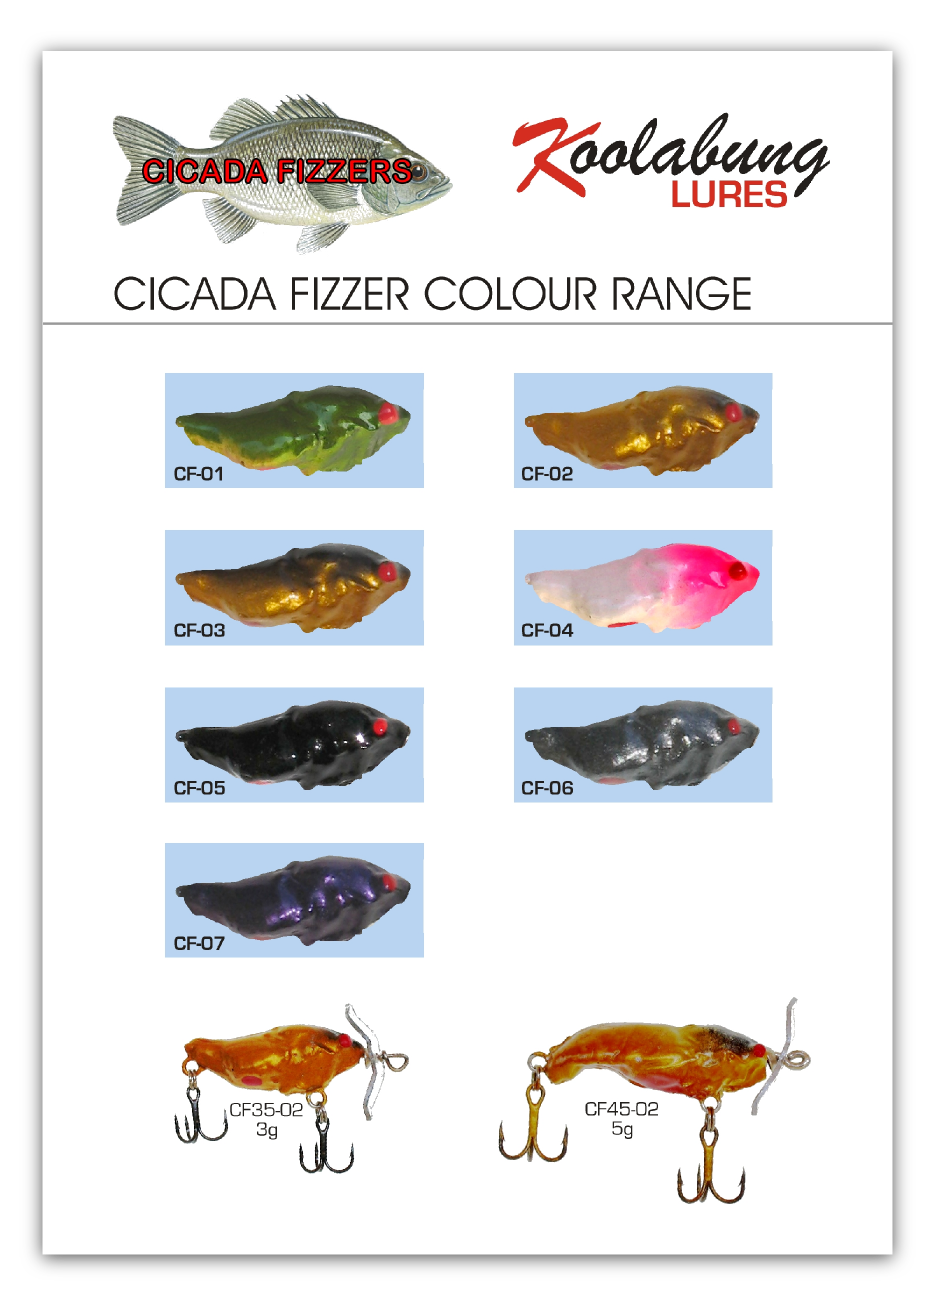 CICADA FIZZERS
Koolabung
LURES
CICADA FIZZER COLOUR RANGE
CF-01
CF-02
CF-03
CF-04
CF-05
CF-06
CF-07
CF35-02
3g
CF45-02
5g